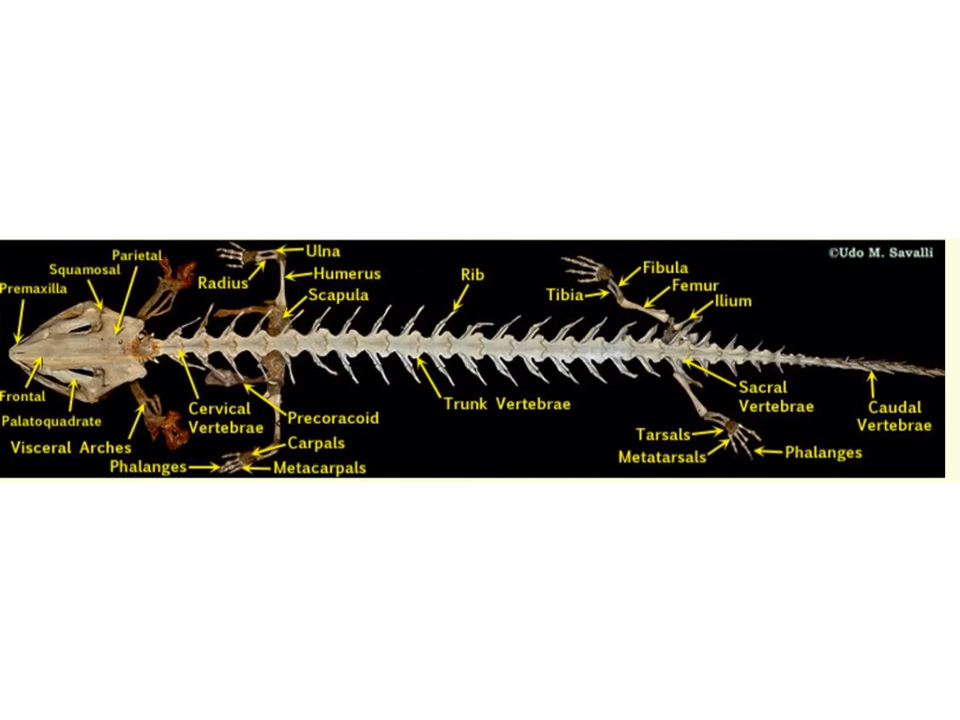 ©Udo M. Savalli
Parietal
Squamosal
Premaxilla
Radius
Ulna
Humerus
Scapula
Rib
Fibula
Tibia
Femur
Ilium
Frontal
Palatoquadrate
Visceral Arches
Cervical
Vertebrae
Precoracoid
Carpals
Phalanges
Metacarpals
Trunk Vertebrae
Sacral
Vertebrae
Tarsals
Metatarsals
Phalanges
Caudal
Vertebrae